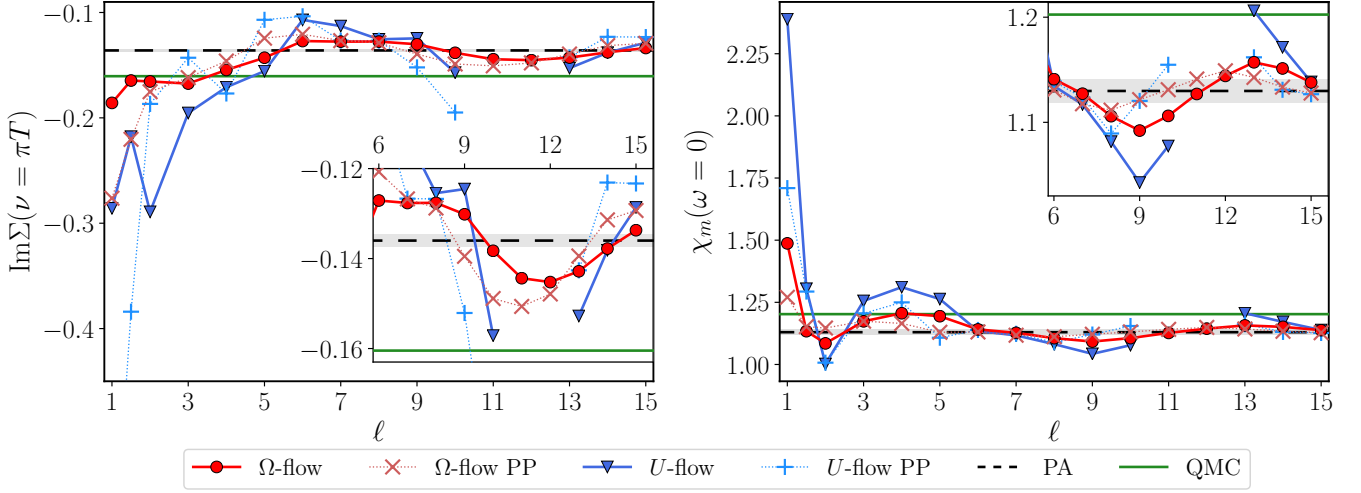 −0.1
−0.2
−0.3
−0.4
ImΣ(ν = πT)
1 3 5 7 9 11 13 15
ℓ
6 9 12 15
−0.12
−0.14
−0.16
2.25
2.00
1.75
1.50
1.25
1.00
χm(ω = 0)
1 3 5 7 9 11 13 15
ℓ
1.2
1.1
6 9 12 15
Ω-flow Ω-flow PP U-flow U-flow PP PA QMC